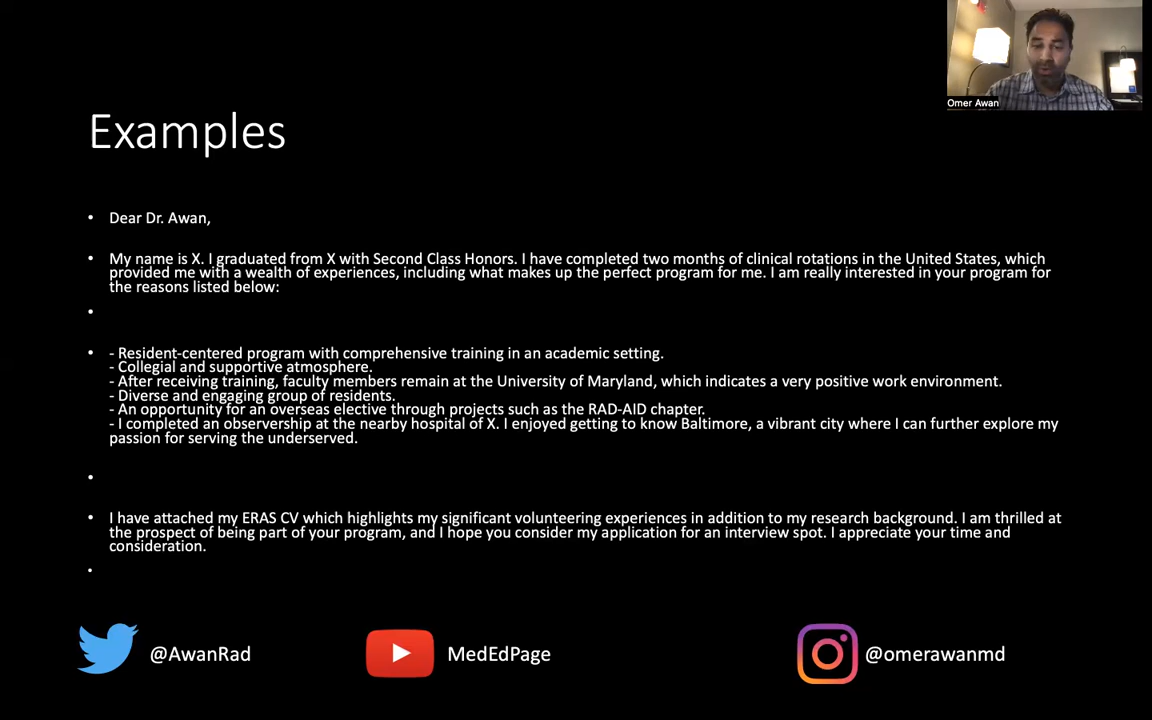 Omer Awan
Examples
• Dear Dr. Awan,
• My name is X. I graduated from X with Second Class Honors. I have completed two months of clinical rotations in the United States, which
provided me with a wealth of experiences, including what makes up the perfect program for me. I am really interested in your program for
the reasons listed below:
•
• - Resident-centered program with comprehensive training in an academic setting.
- Collegial and supportive atmosphere.
- After receiving training, faculty members remain at the University of Maryland, which indicates a very positive work environment.
- Diverse and engaging group of residents.
- An opportunity for an overseas elective through projects such as the RAD-AID chapter.
- I completed an observership at the nearby hospital of X. I enjoyed getting to know Baltimore, a vibrant city where I can further explore my
passion for serving the underserved.
•
• I have attached my ERAS CV which highlights my significant volunteering experiences in addition to my research background. I am thrilled at
the prospect of being part of your program, and I hope you consider my application for an interview spot. I appreciate your time and
consideration.
•
@AwanRad
MedEdPage
@omerawanmd